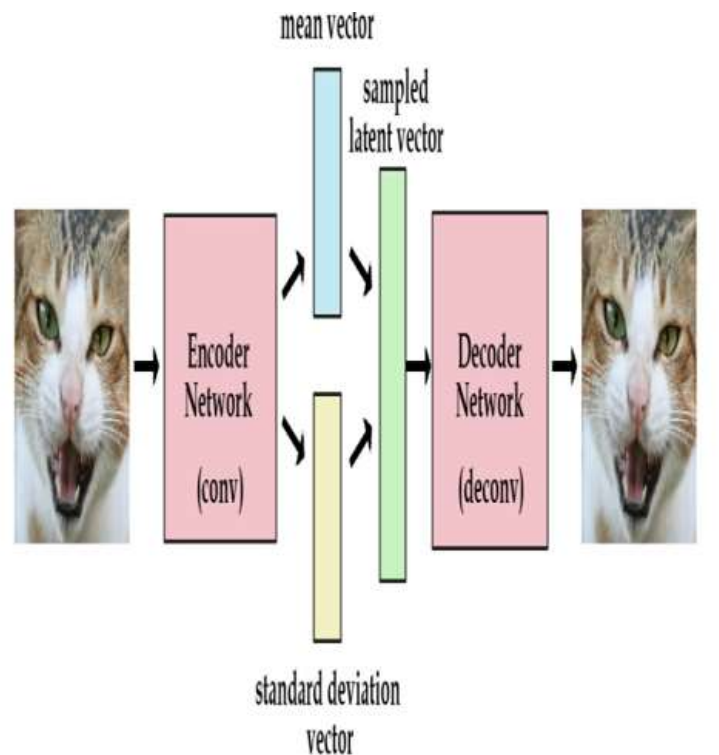 mean vector
sampled
latent vector
Encoder
Network
(conv)
Decoder
Network
(deconv)
standard deviation
vector